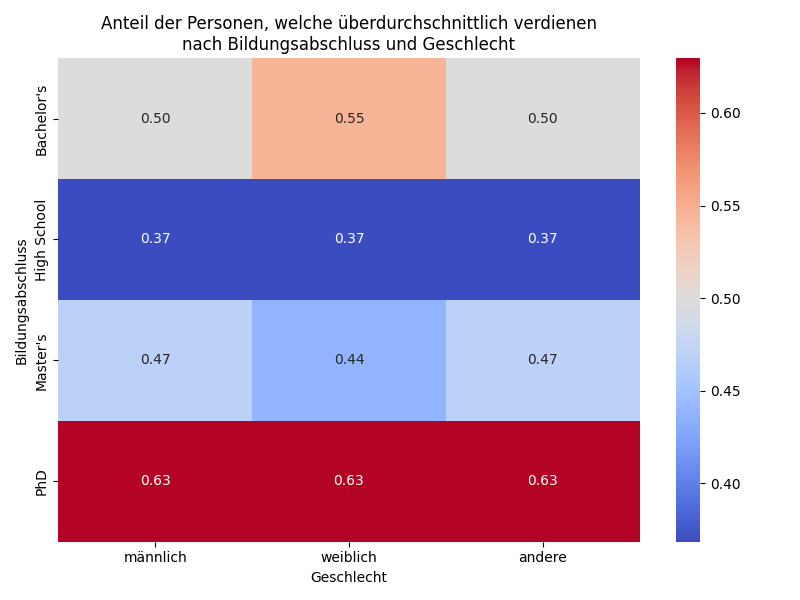 Anteil der Personen, welche überdurchschnittlich verdienen
nach Bildungsabschluss und Geschlecht
Bildungsabschluss
Bachelor's
0.50 0.55 0.50
High School
0.37 0.37 0.37
Master's
0.47 0.44 0.47
PhD
0.63 0.63 0.63
männlich weiblich andere
Geschlecht
0.60
0.55
0.50
0.45
0.40